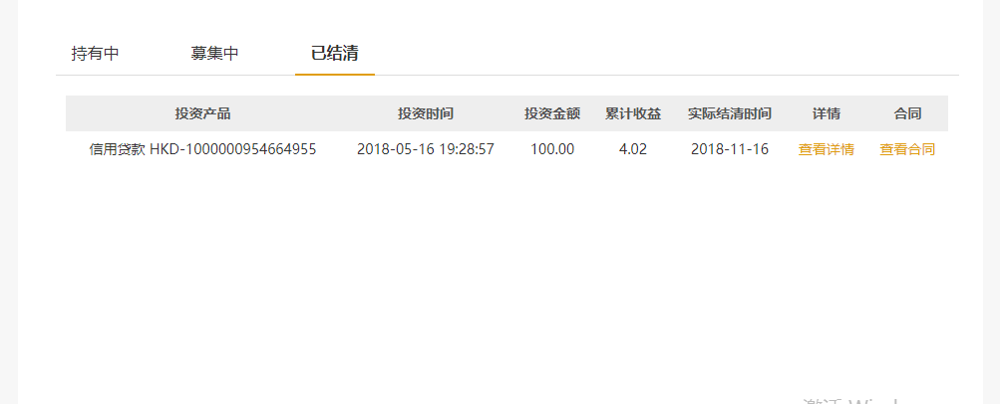 持有中 募集中 已结清
投资产品 投资时间 投资金额 累计收益 实际结清时间 详情 合同
信用贷款 HKD-1000000954664955 2018-05-16 19:28:57 100.00 4.02 2018-11-16 查看详情 查看合同